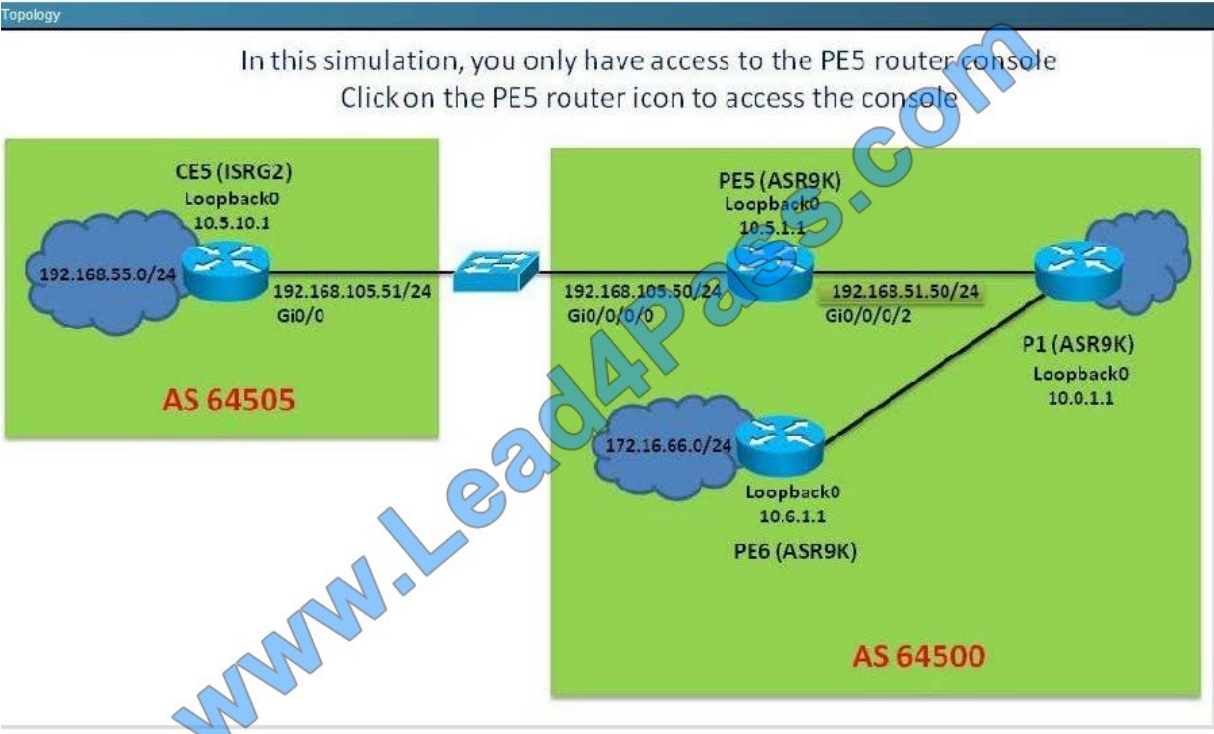 Topology
In this simulation, you only have access to the PE5 router console
Click on the PE5 router icon to access the console
CE5 (ISRG2)
Loopback0
10.5.10.1
192.168.55.0/24
192.168.105.51/24
Gi0/0
AS 64505
PE5 (ASR9K)
Loopback0
10.5.1.1
192.168.105.50/24
Gi0/0/0/0
192.168.51.50/24
Gi0/0/0/2
P1 (ASR9K)
Loopback0
10.0.1.1
172.16.66.0/24
Loopback0
10.6.1.1
PE6 (ASR9K)
AS 64500
www.Lead4Pass.com